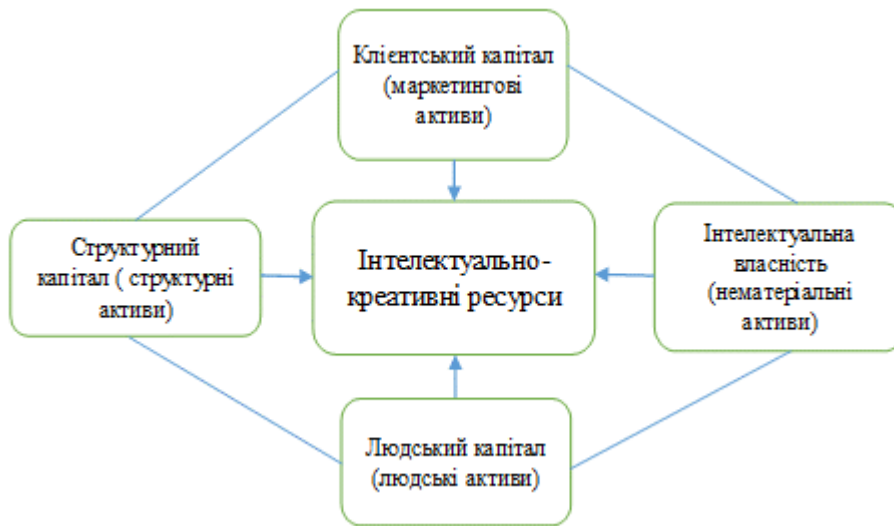 Клієнтський капітал
(маркетингові
активи)
Структурний
капітал ( структурні
активи)
Інтелектуально-
креативні ресурси
Інтелектуальна
власність
(нематеріальні
активи)
Людський капітал
(людські активи)